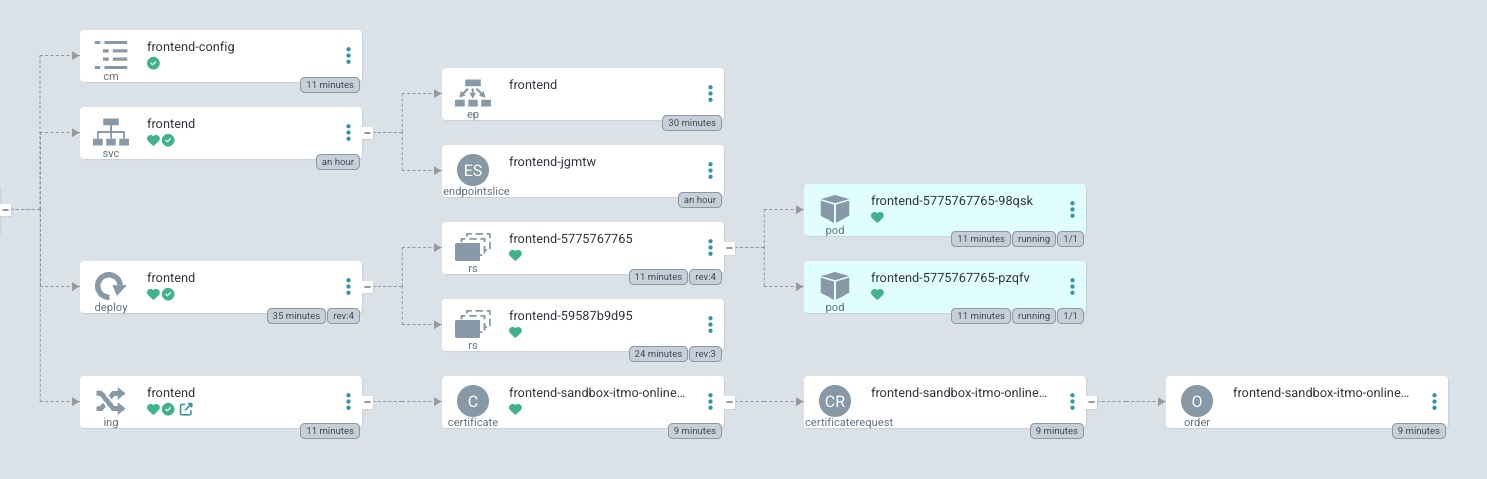 frontend-config
cm
11 minutes
frontend
svc
an hour
frontend
ep
30 minutes
ES
frontend-jgmtw
endpointslice
an hour
frontend
deploy
35 minutes
rev:4
frontend-5775767765
rs
11 minutes
rev:4
frontend-59587b9d95
rs
24 minutes
rev:3
frontend-5775767765-98qsk
pod
11 minutes
running
1/1
frontend-5775767765-pzqfv
pod
11 minutes
running
1/1
frontend
ing
11 minutes
C
frontend-sandbox-itmo-online...
certificate
9 minutes
CR
frontend-sandbox-itmo-online...
certificaterequest
9 minutes
O
frontend-sandbox-itmo-online...
order
9 minutes